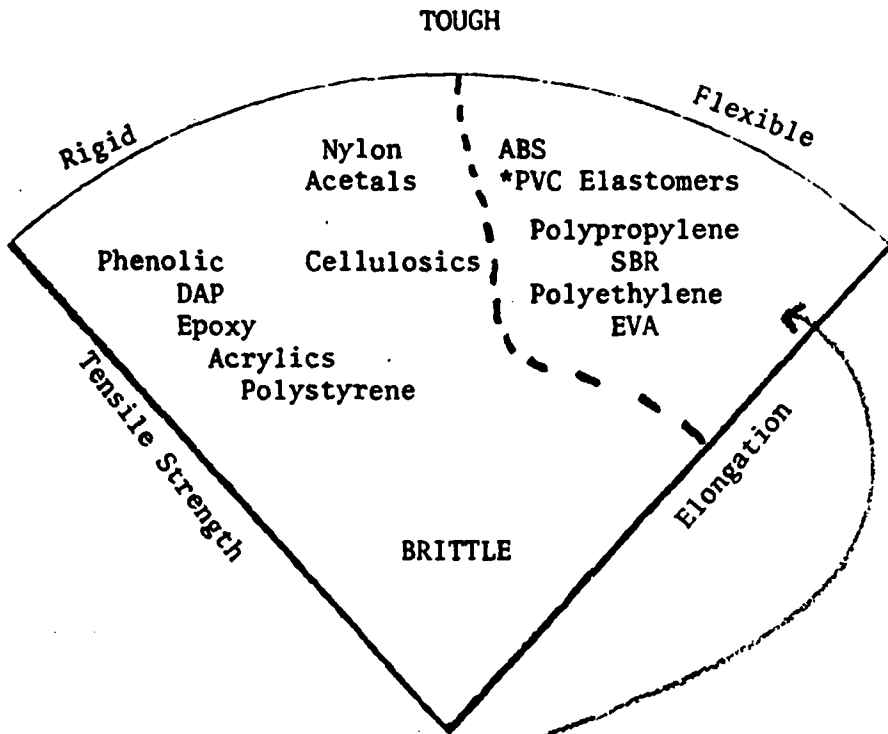 TOUGH
Rigid
Flexible
Nylon ABS
Acetals *PVC Elastomers
Polypropylene
Phenolic Cellulosics SBR
DAP Polyethylene
Epoxy EVA
Acrylics
Polystyrene
Tensile Strength
Elongation
BRITTLE